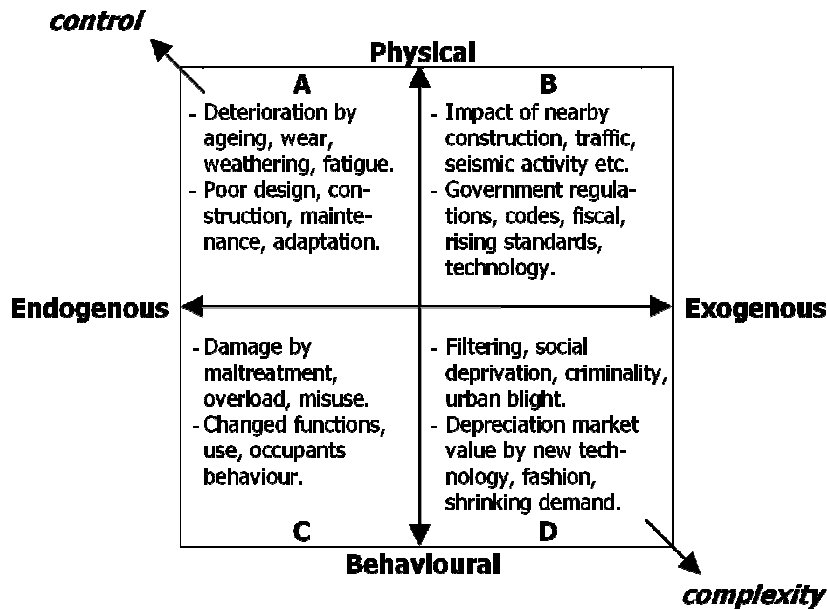 control
Physical
A
- Deterioration by
ageing, wear,
weathering, fatigue.
- Poor design, con-
struction, mainte-
nance, adaptation.
B
- Impact of nearby
construction, traffic,
seismic activity etc.
- Government regula-
tions, codes, fiscal,
rising standards,
technology.
Endogenous
Exogenous
- Damage by
maltreatment,
overload, misuse.
- Changed functions,
use, occupants
behaviour.
C
- Filtering, social
deprivation, criminality,
urban blight.
- Depreciation market
value by new tech-
nology, fashion,
shrinking demand.
D
Behavioural
complexity